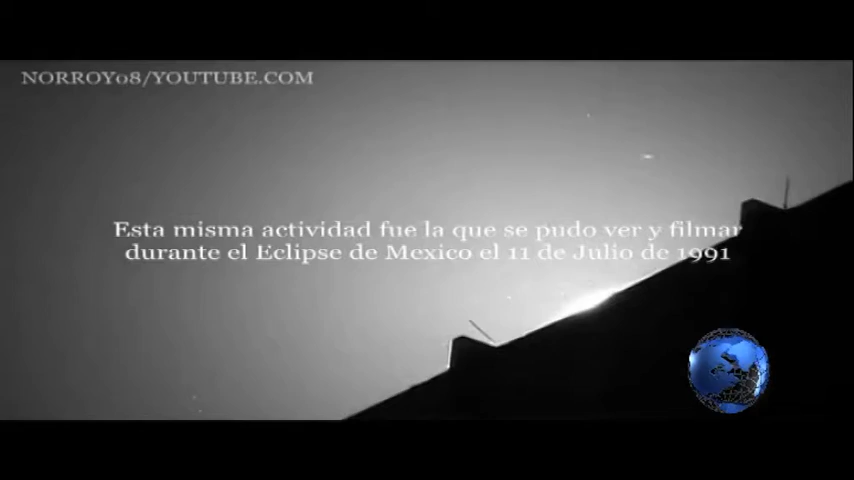 NORROY08/YOUTUBE.COM
Esta misma actividad fue la que se pudo ver y filmar
durante el Eclipse de Mexico el 11 de Julio de 1991